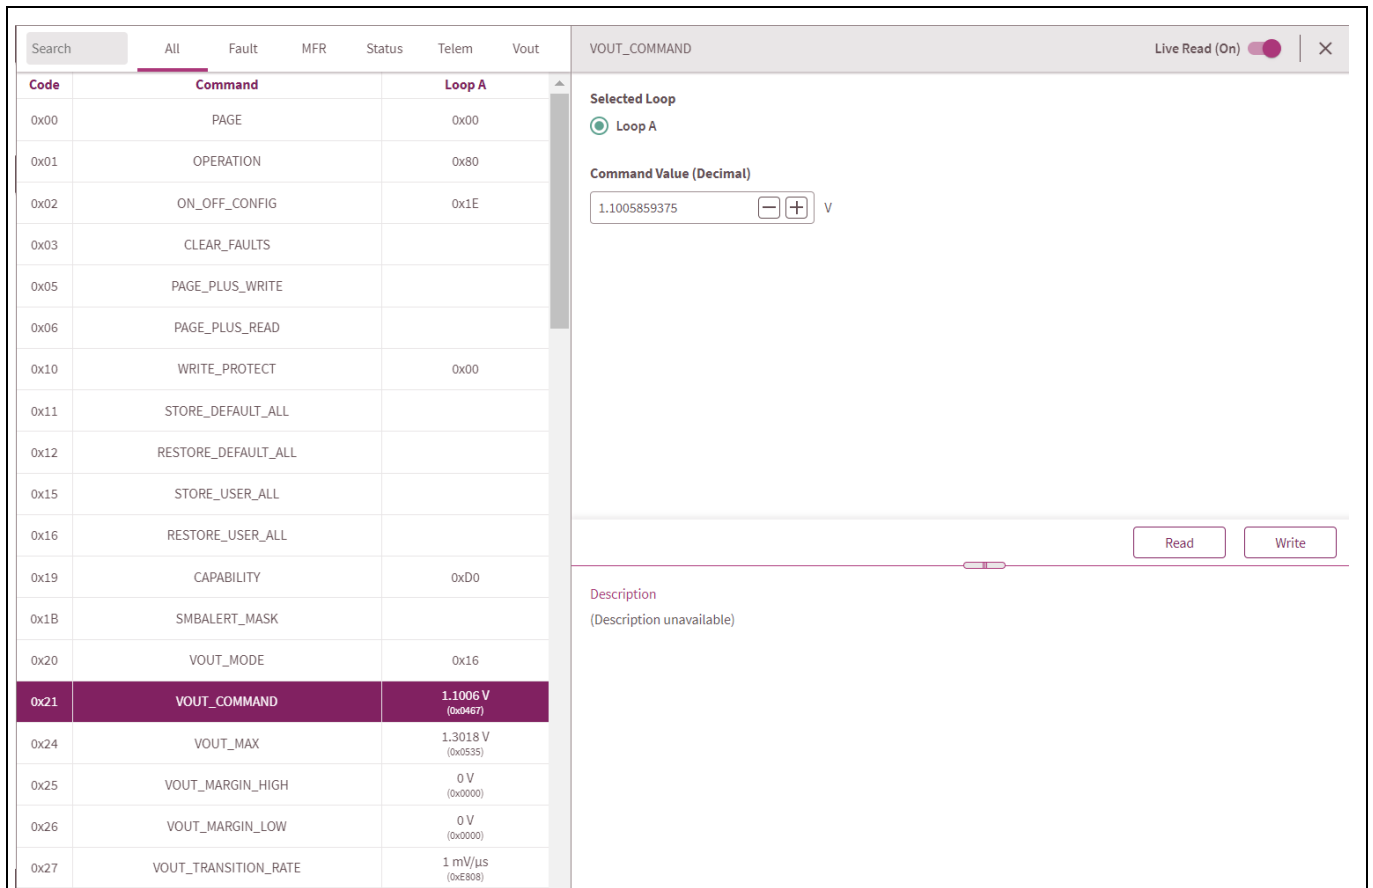 Search All Fault MFR Status Telem Vout
Code Command Loop A
0x00 PAGE 0x00
0x01 OPERATION 0x80
0x02 ON_OFF_CONFIG 0x1E
0x03 CLEAR_FAULTS
0x05 PAGE_PLUS_WRITE
0x06 PAGE_PLUS_READ
0x10 WRITE_PROTECT 0x00
0x11 STORE_DEFAULT_ALL
0x12 RESTORE_DEFAULT_ALL
0x15 STORE_USER_ALL
0x16 RESTORE_USER_ALL
0x19 CAPABILITY 0xD0
0x1B SMBALERT_MASK
0x20 VOUT_MODE 0x16
0x21 VOUT_COMMAND 1.1006 V
(0x0467)
0x24 VOUT_MAX 1.3018 V
(0x0535)
0x25 VOUT_MARGIN_HIGH 0 V
(0x0000)
0x26 VOUT_MARGIN_LOW 0 V
(0x0000)
0x27 VOUT_TRANSITION_RATE 1 mV/μs
(0xE808)
VOUT_COMMAND Live Read (On)
Selected Loop
Loop A
Command Value (Decimal)
1.1005859375 V
Read Write
Description
(Description unavailable)